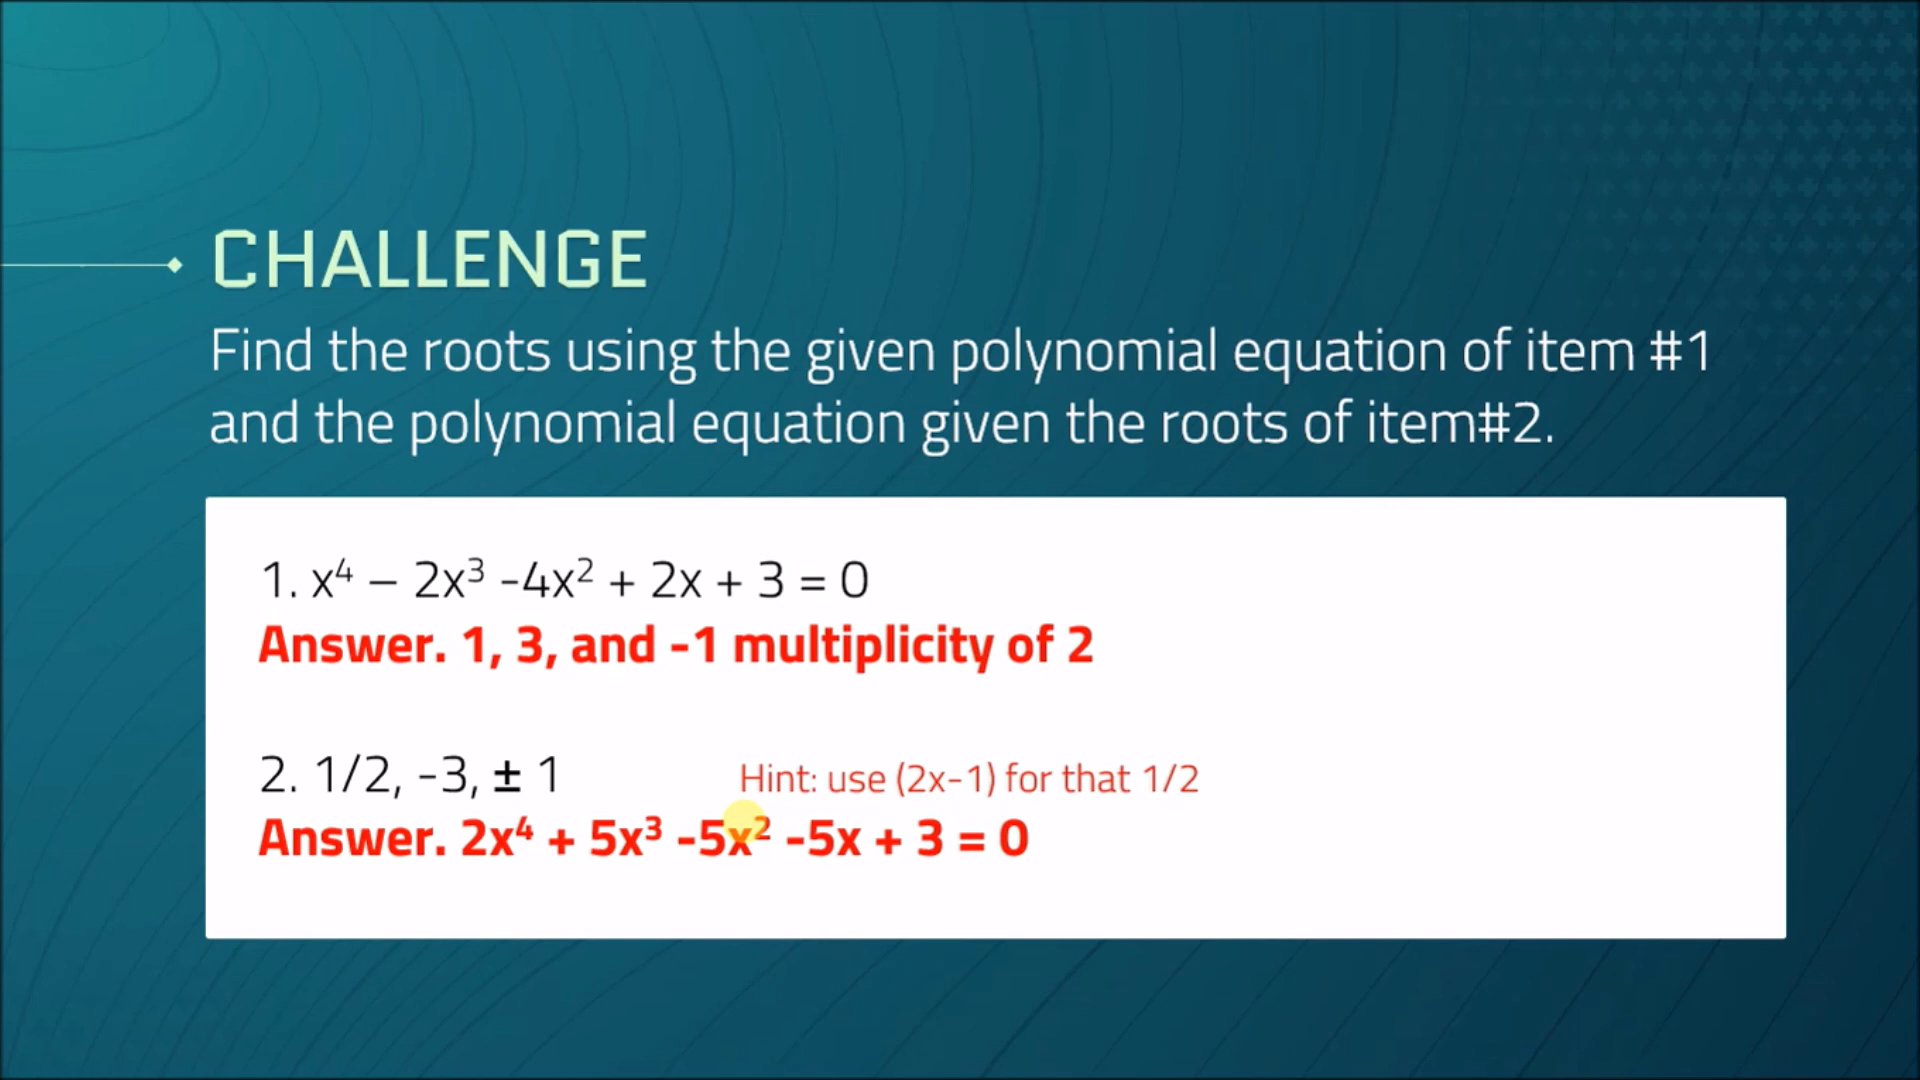 CHALLENGE
Find the roots using the given polynomial equation of item #1
and the polynomial equation given the roots of item#2.
1. x⁴ – 2x³ -4x² + 2x + 3 = 0
Answer. 1, 3, and -1 multiplicity of 2
2. 1/2, -3, ± 1 Hint: use (2x-1) for that 1/2
Answer. 2x⁴ + 5x³ -5x² -5x + 3 = 0